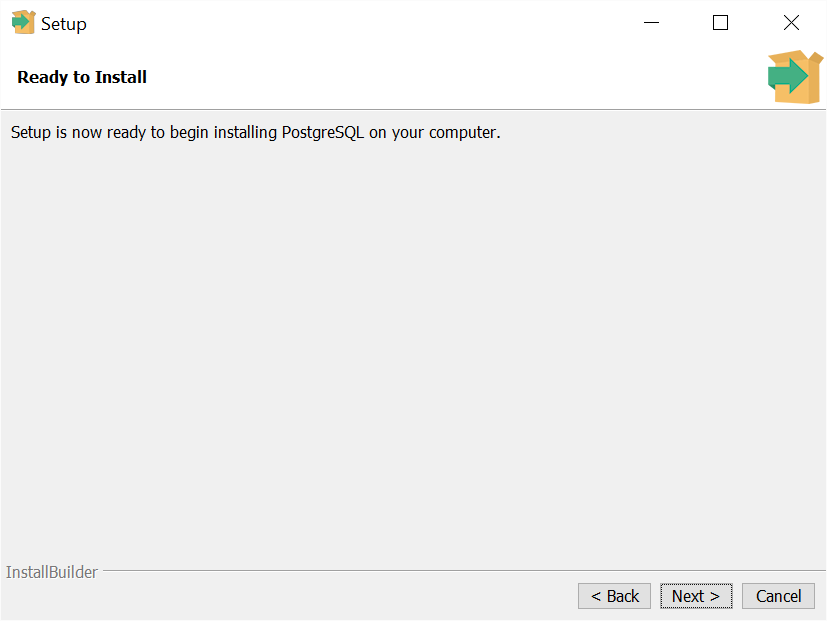 Setup
Ready to Install
Setup is now ready to begin installing PostgreSQL on your computer.
InstallBuilder
< Back Next > Cancel